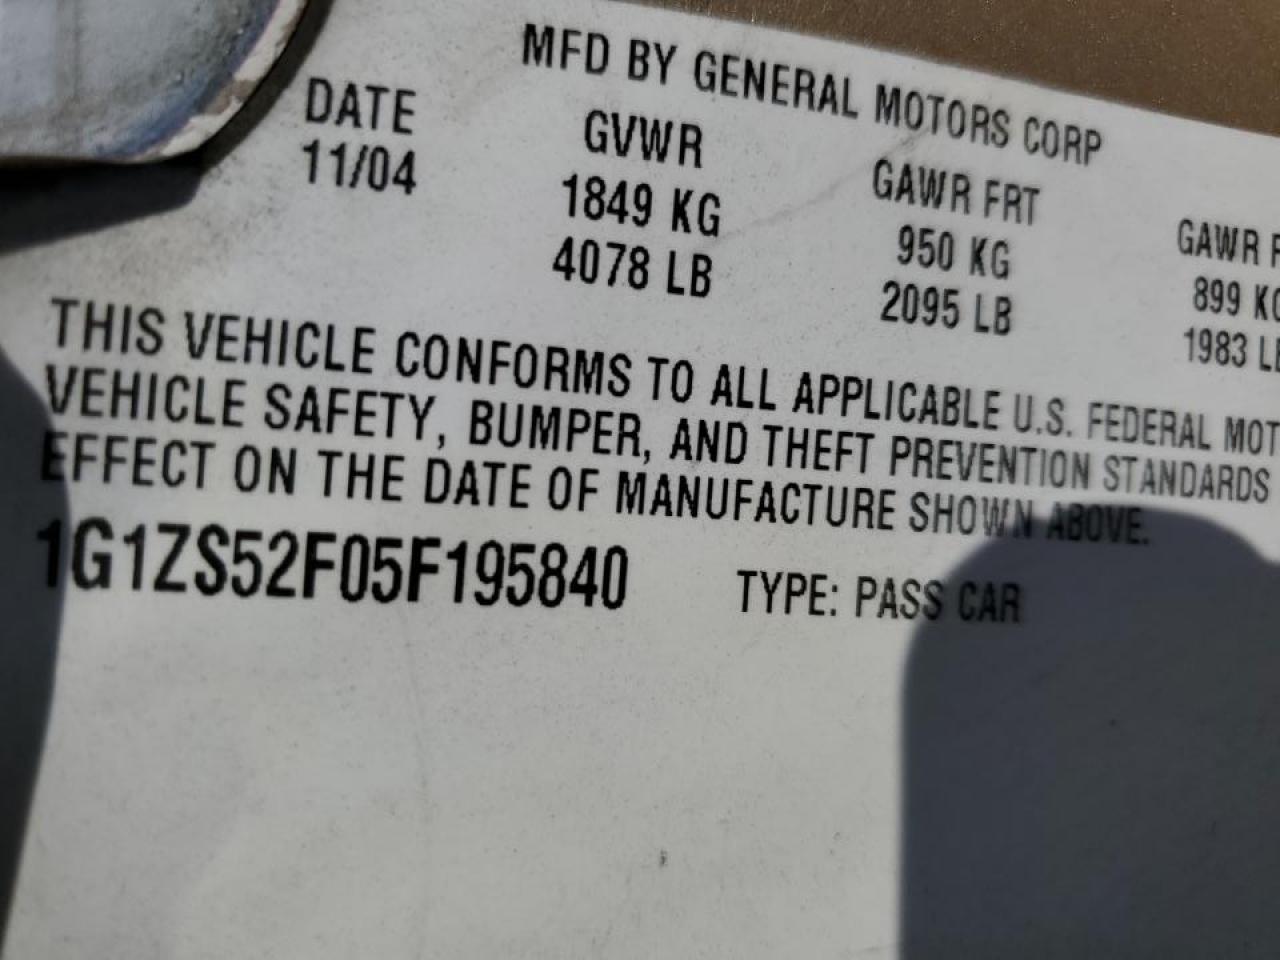 MFD BY GENERAL MOTORS CORP
DATE GVWR GAWR FRT GAWR
11/04 1849 KG 950 KG 899
4078 LB 2095 LB 1983
THIS VEHICLE CONFORMS TO ALL APPLICABLE U.S. FEDERAL
VEHICLE SAFETY, BUMPER, AND THEFT PREVENTION STANDARDS
EFFECT ON THE DATE OF MANUFACTURE SHOWN ABOVE.
1G1ZS52F05F195840 TYPE: PASS CAR